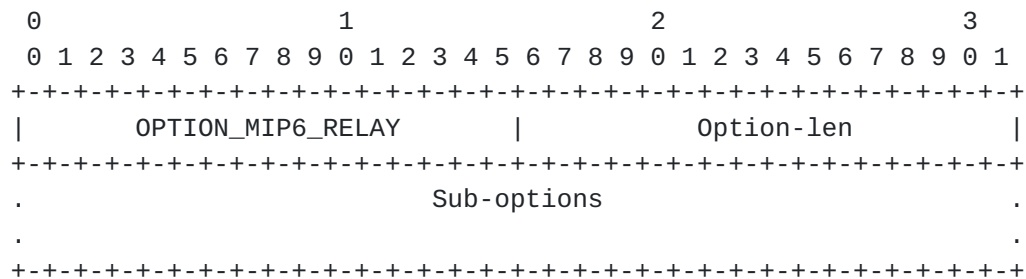 0                   1                   2                   3
 0 1 2 3 4 5 6 7 8 9 0 1 2 3 4 5 6 7 8 9 0 1 2 3 4 5 6 7 8 9 0 1
+-+-+-+-+-+-+-+-+-+-+-+-+-+-+-+-+-+-+-+-+-+-+-+-+-+-+-+-+-+-+-+-+
|       OPTION_MIP6_RELAY       |           Option-len          |
+-+-+-+-+-+-+-+-+-+-+-+-+-+-+-+-+-+-+-+-+-+-+-+-+-+-+-+-+-+-+-+-+
.                          Sub-options                          .
.                                                               .
+-+-+-+-+-+-+-+-+-+-+-+-+-+-+-+-+-+-+-+-+-+-+-+-+-+-+-+-+-+-+-+-+